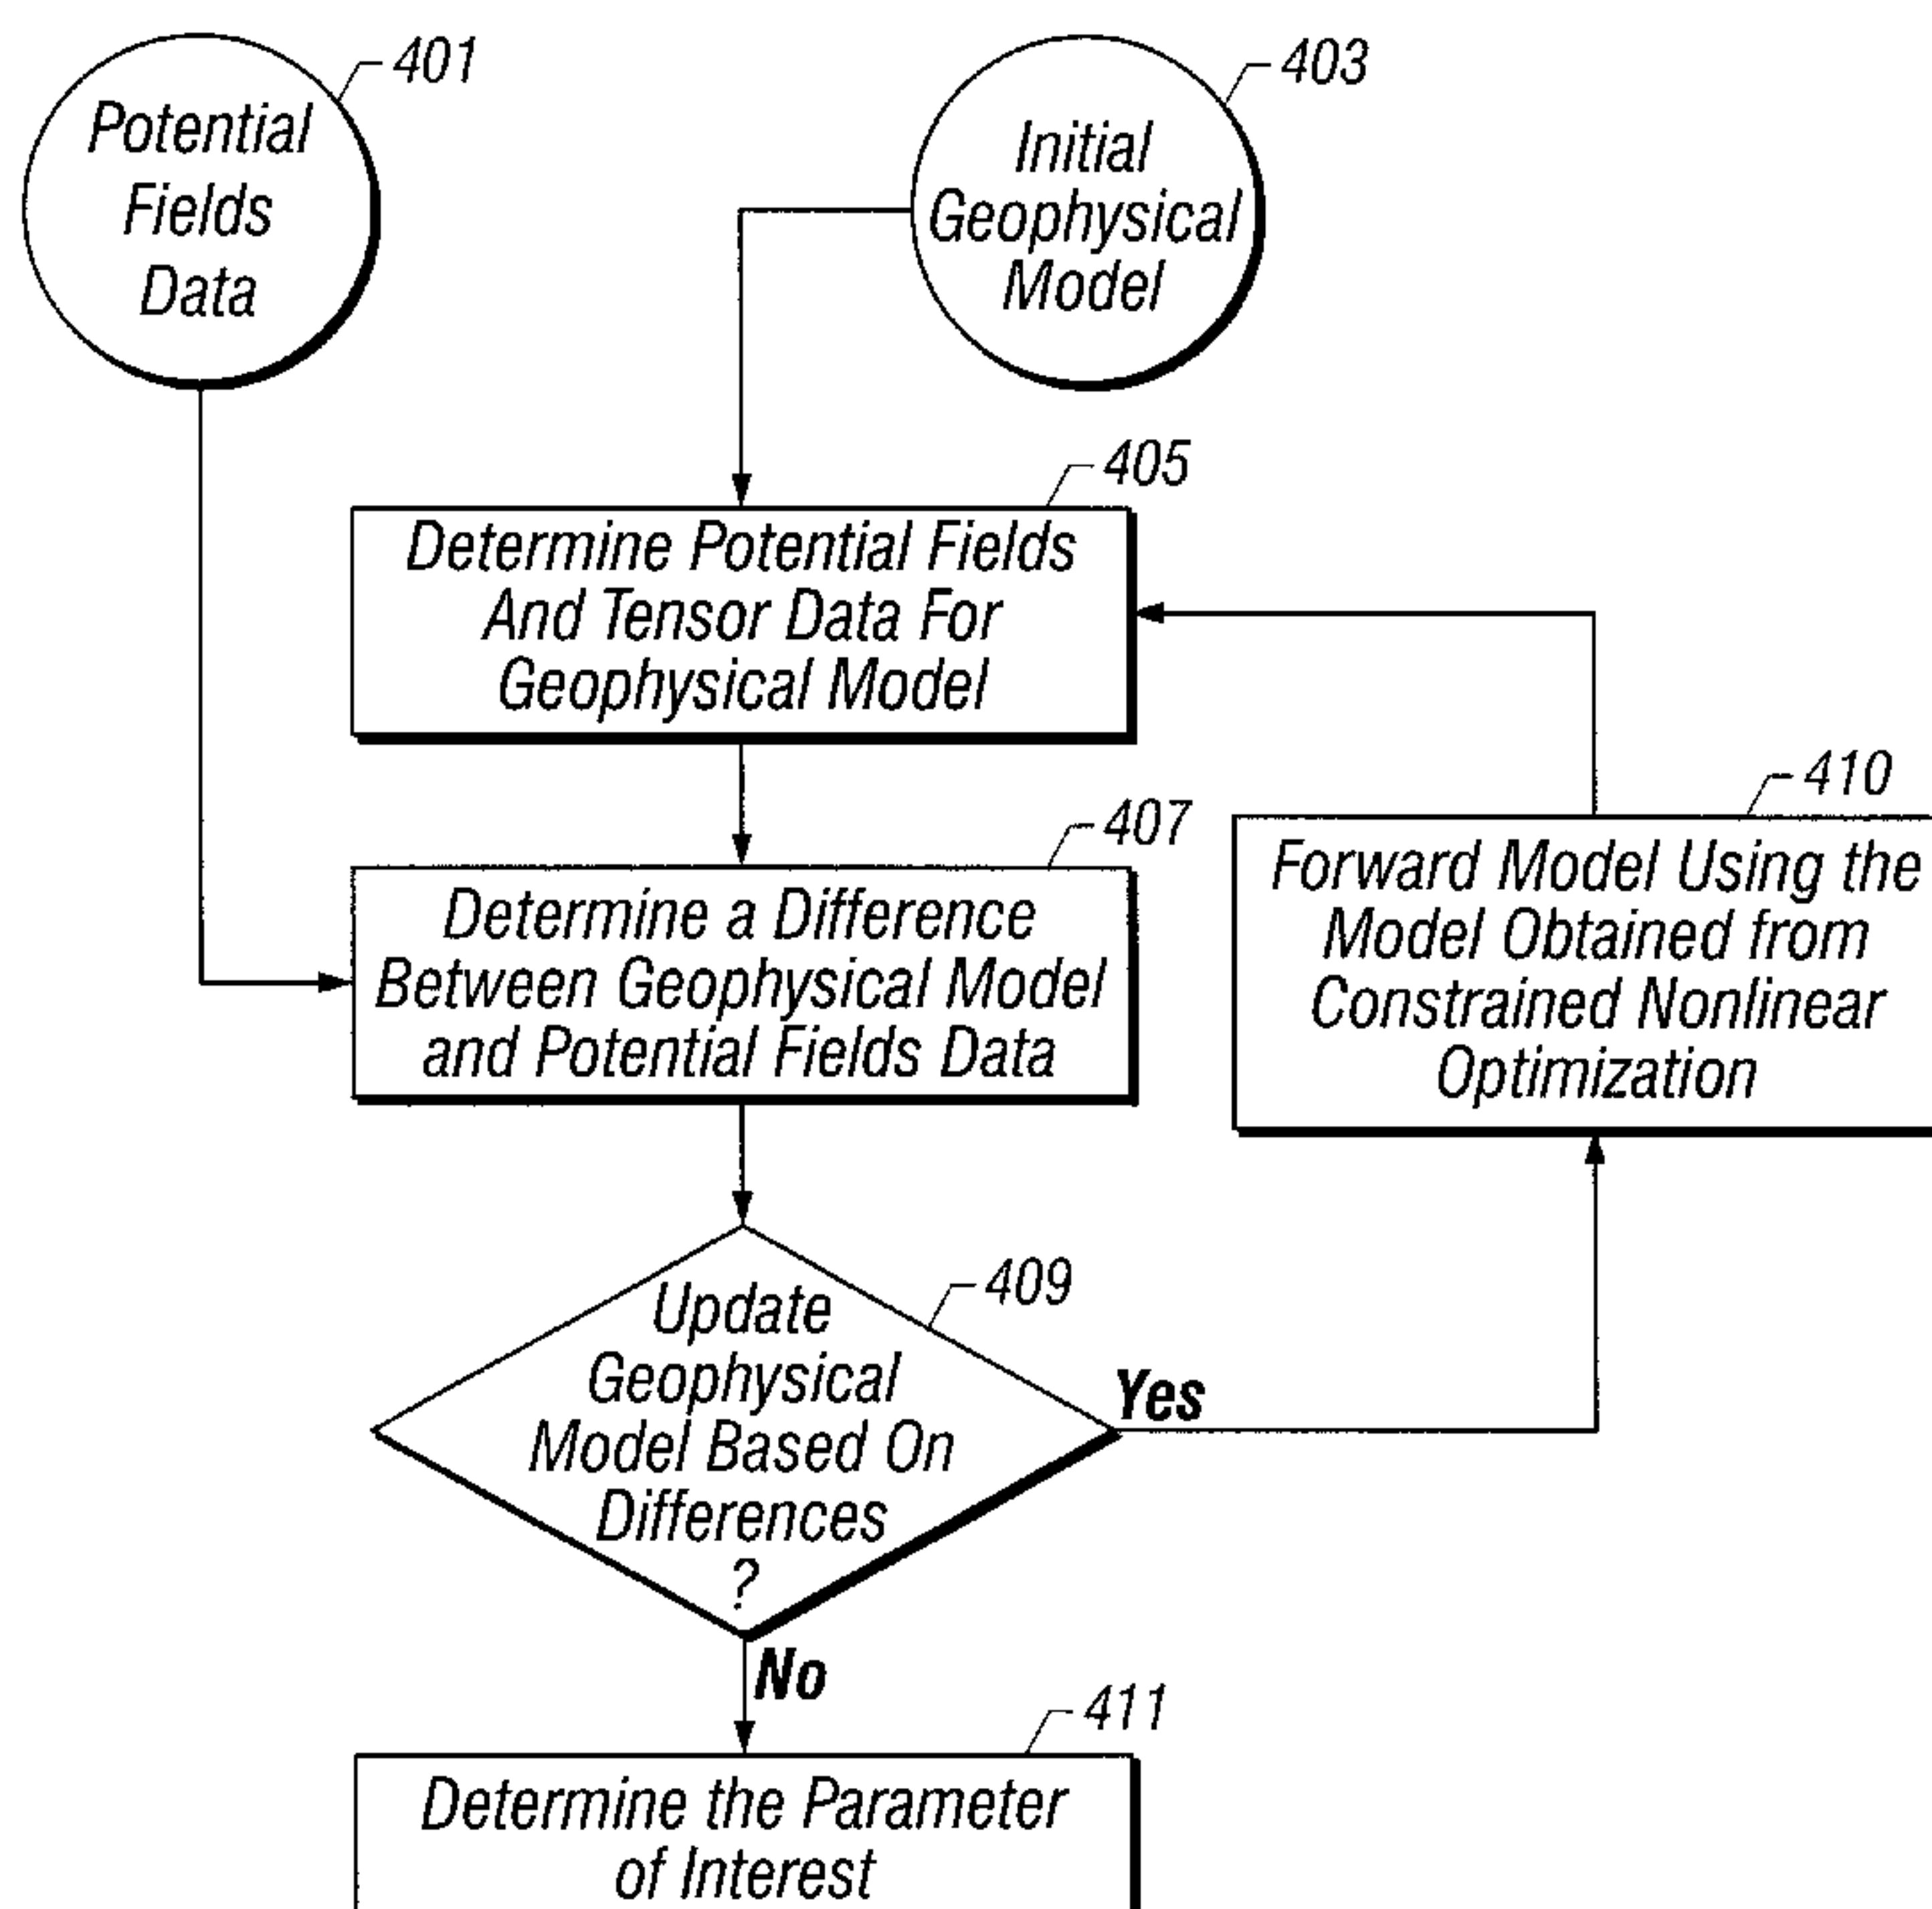 401
Potential
Fields
Data
403
Initial
Geophysical
Model
405
Determine Potential Fields
And Tensor Data For
Geophysical Model
407
Determine a Difference
Between Geophysical Model
and Potential Fields Data
410
Forward Model Using the
Model Obtained from
Constrained Nonlinear
Optimization
409
Update
Geophysical
Model Based On
Differences
?
Yes
No
411
Determine the Parameter
of Interest